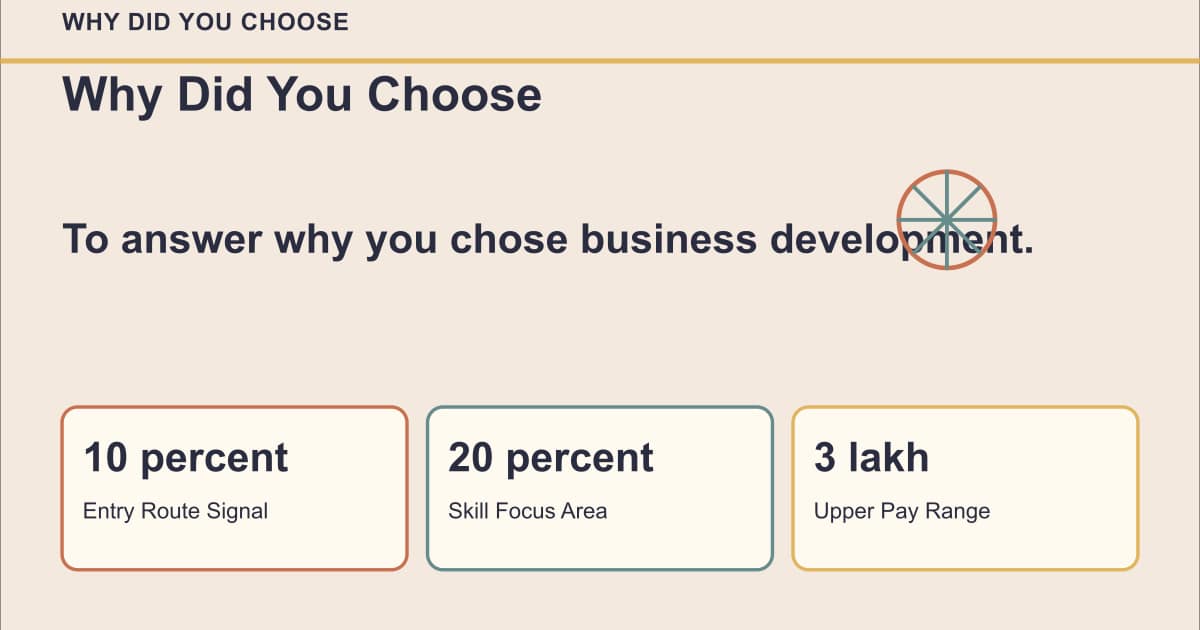 WHY DID YOU CHOOSE
Why Did You Choose
To answer why you chose business development.
10 percent
Entry Route Signal
20 percent
Skill Focus Area
3 lakh
Upper Pay Range